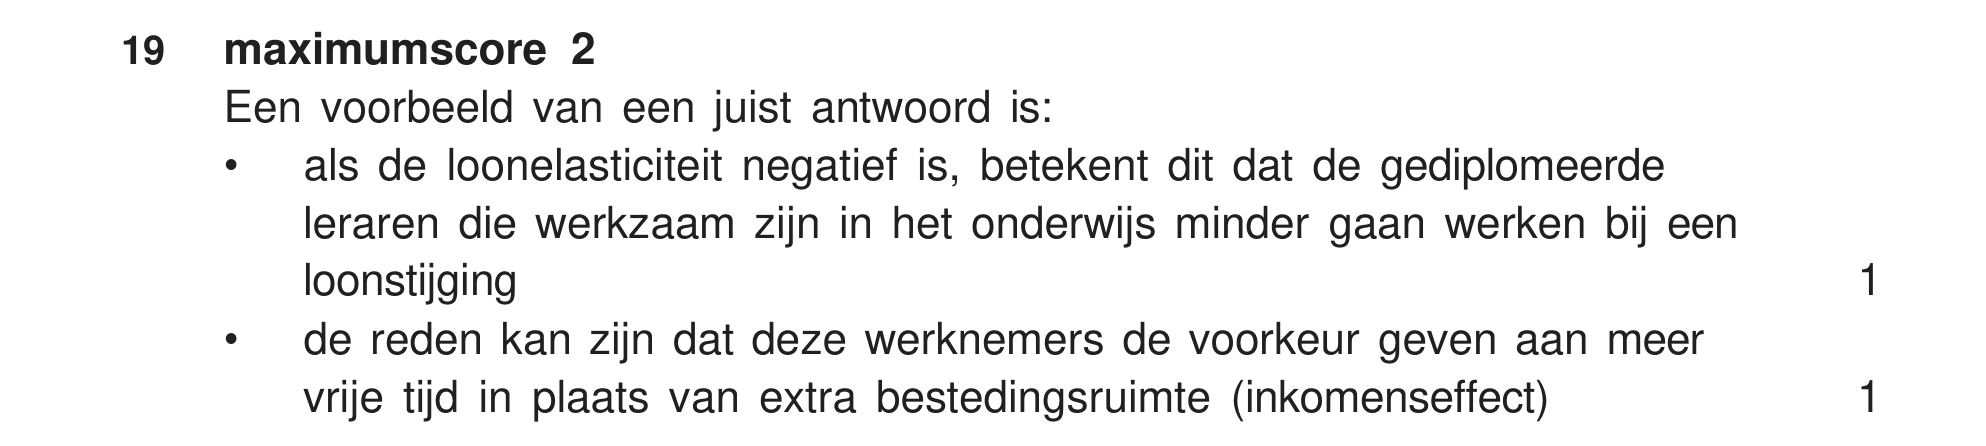 19 maximumscore 2
Een voorbeeld van een juist antwoord is:
• als de loonelasticiteit negatief is, betekent dit dat de gediplomeerde
leraren die werkzaam zijn in het onderwijs minder gaan werken bij een
loonstijging 1
• de reden kan zijn dat deze werknemers de voorkeur geven aan meer
vrije tijd in plaats van extra bestedingsruimte (inkomenseffect) 1